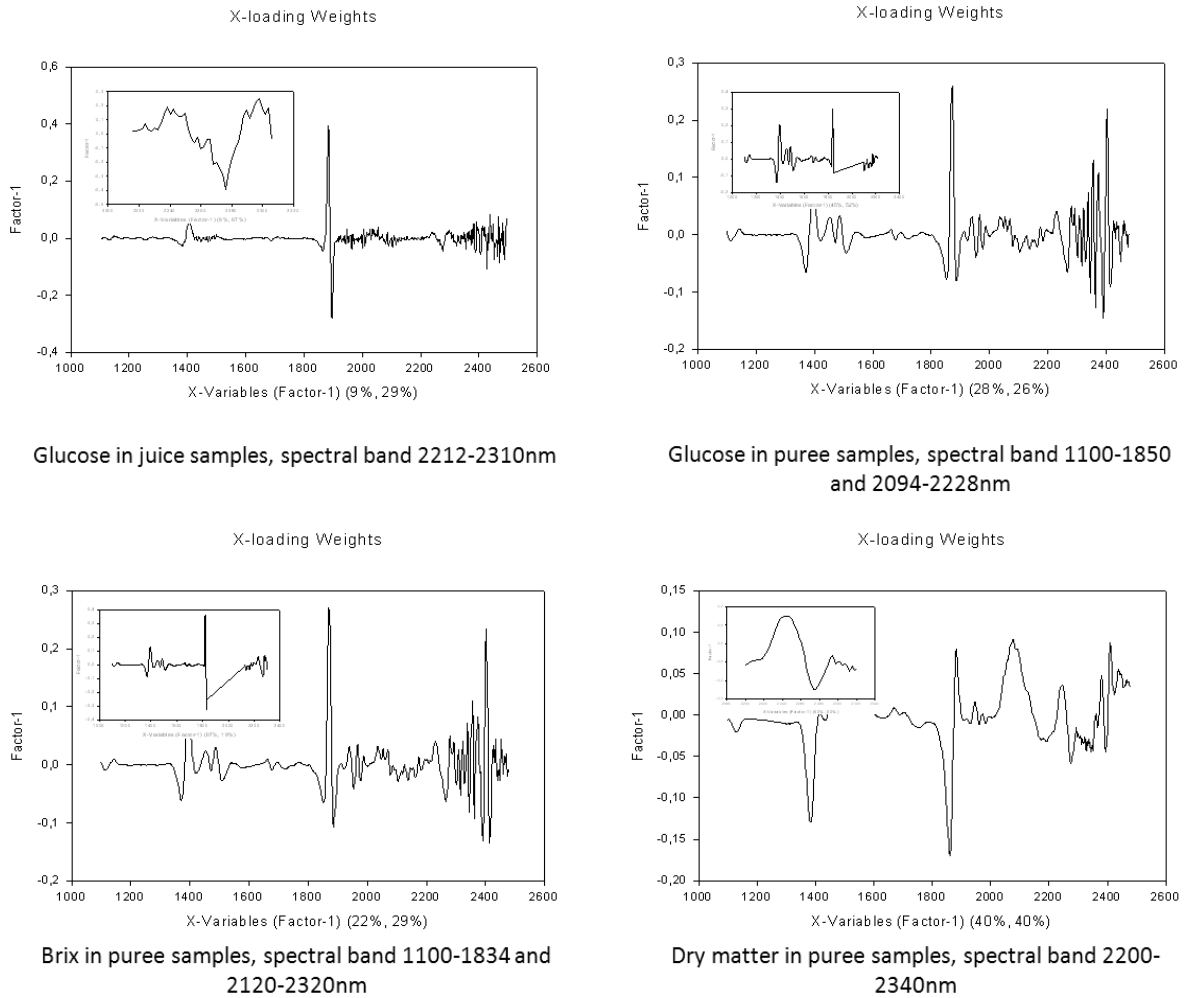 X-loading Weights
0,6
0,4
0,2
0,0
-0,2
-0,4
Factor-1
1000 1200 1400 1600 1800 2000 2200 2400 2600
X-Variables (Factor-1) (9%, 29%)
Glucose in juice samples, spectral band 2212-2310nm
X-loading Weights
0,3
0,2
0,1
0,0
-0,1
-0,2
Factor-1
1000 1200 1400 1600 1800 2000 2200 2400 2600
X-Variables (Factor-1) (28%, 26%)
Glucose in puree samples, spectral band 1100-1850
and 2094-2228nm
X-loading Weights
0,3
0,2
0,1
0,0
-0,1
-0,2
Factor-1
1000 1200 1400 1600 1800 2000 2200 2400 2600
X-Variables (Factor-1) (22%, 29%)
Brix in puree samples, spectral band 1100-1834 and
2120-2320nm
X-loading Weights
0,15
0,10
0,05
0,00
-0,05
-0,10
-0,15
-0,20
Factor-1
1000 1200 1400 1600 1800 2000 2200 2400 2600
X-Variables (Factor-1) (40%, 40%)
Dry matter in puree samples, spectral band 2200-
2340nm